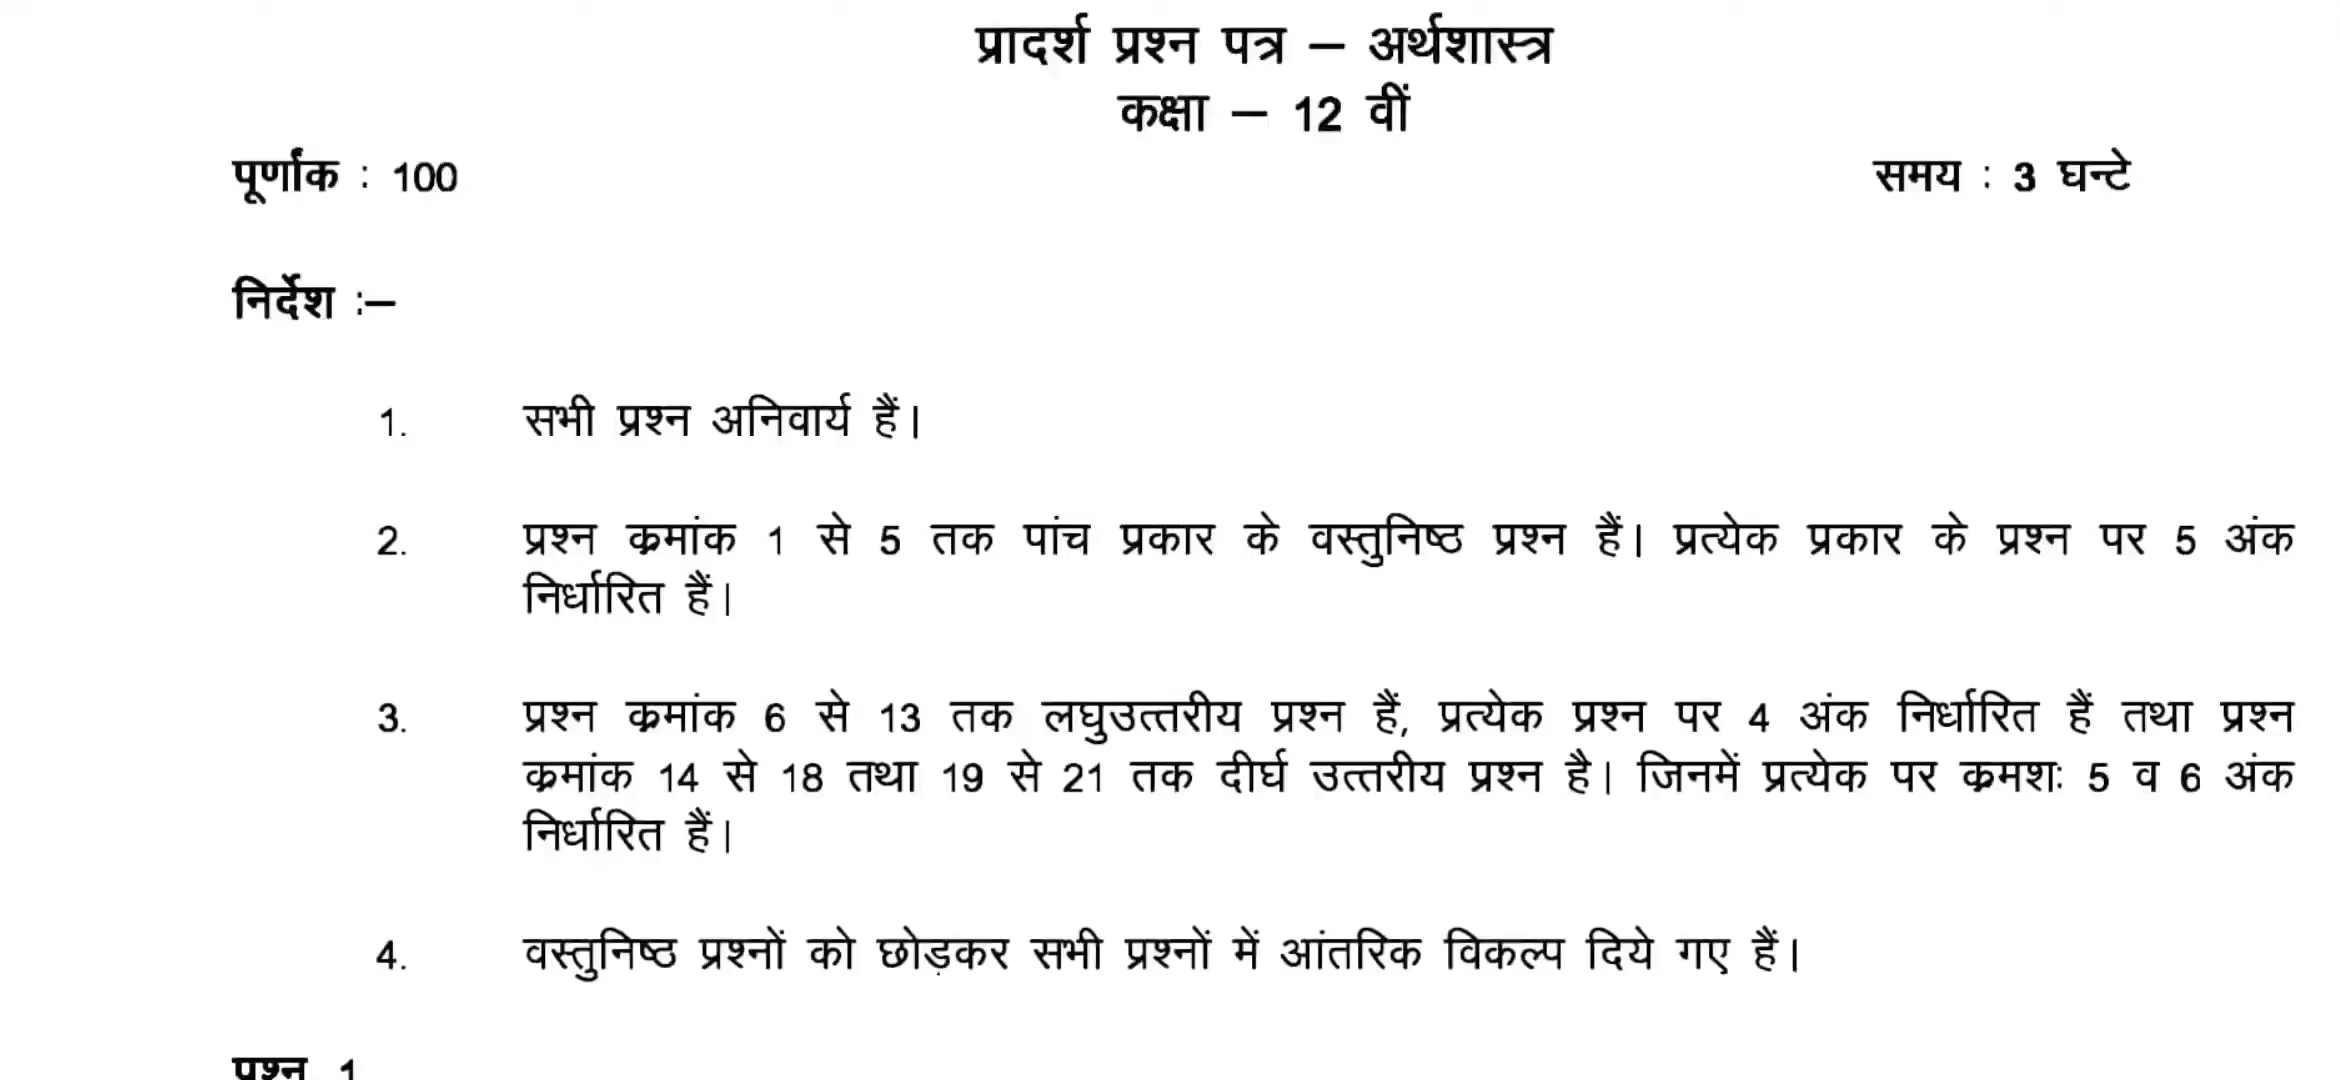 प्रादर्श प्रश्न पत्र – अर्थशास्त्र
कक्षा – 12 वीं
पूर्णांक : 100 समय : 3 घन्टे
निर्देश :–
1. सभी प्रश्न अनिवार्य हैं।
2. प्रश्न क्रमांक 1 से 5 तक पांच प्रकार के वस्तुनिष्ठ प्रश्न हैं। प्रत्येक प्रकार के प्रश्न पर 5 अंक
निर्धारित हैं।
3. प्रश्न क्रमांक 6 से 13 तक लघुउत्तरीय प्रश्न हैं, प्रत्येक प्रश्न पर 4 अंक निर्धारित हैं तथा प्रश्न
क्रमांक 14 से 18 तथा 19 से 21 तक दीर्घ उत्तरीय प्रश्न है। जिनमें प्रत्येक पर क्रमशः 5 व 6 अंक
निर्धारित हैं।
4. वस्तुनिष्ठ प्रश्नों को छोड़कर सभी प्रश्नों में आंतरिक विकल्प दिये गए हैं।
प्रश्न 1